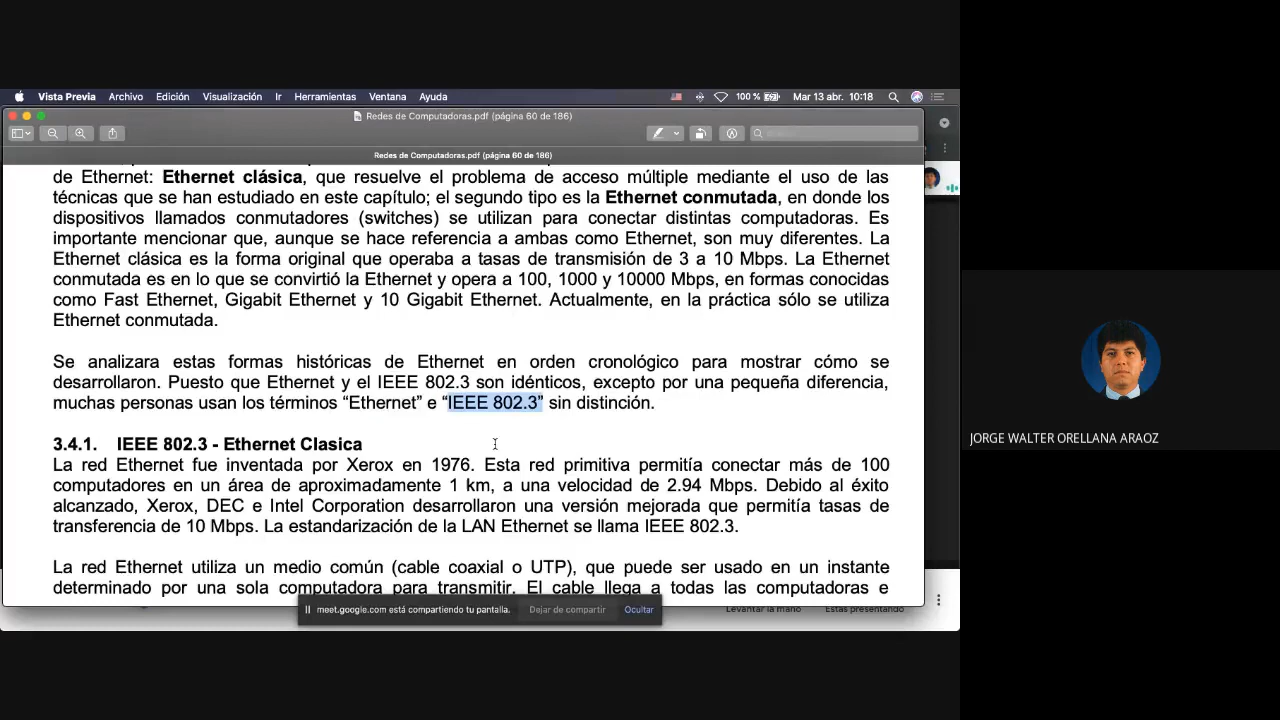 Vista Previa Archivo Edición Visualización Ir Herramientas Ventana Ayuda 100 % Mar 13 abr. 10:18
Redes de Computadoras.pdf (página 60 de 186)
Redes de Computadoras.pdf (página 60 de 186)
de Ethernet: Ethernet clásica, que resuelve el problema de acceso múltiple mediante el uso de las
técnicas que se han estudiado en este capítulo; el segundo tipo es la Ethernet conmutada, en donde los
dispositivos llamados conmutadores (switches) se utilizan para conectar distintas computadoras. Es
importante mencionar que, aunque se hace referencia a ambas como Ethernet, son muy diferentes. La
Ethernet clásica es la forma original que operaba a tasas de transmisión de 3 a 10 Mbps. La Ethernet
conmutada es en lo que se convirtió la Ethernet y opera a 100, 1000 y 10000 Mbps, en formas conocidas
como Fast Ethernet, Gigabit Ethernet y 10 Gigabit Ethernet. Actualmente, en la práctica sólo se utiliza
Ethernet conmutada.
Se analizara estas formas históricas de Ethernet en orden cronológico para mostrar cómo se
desarrollaron. Puesto que Ethernet y el IEEE 802.3 son idénticos, excepto por una pequeña diferencia,
muchas personas usan los términos “Ethernet” e “IEEE 802.3” sin distinción.
3.4.1. IEEE 802.3 - Ethernet Clasica
La red Ethernet fue inventada por Xerox en 1976. Esta red primitiva permitía conectar más de 100
computadores en un área de aproximadamente 1 km, a una velocidad de 2.94 Mbps. Debido al éxito
alcanzado, Xerox, DEC e Intel Corporation desarrollaron una versión mejorada que permitía tasas de
transferencia de 10 Mbps. La estandarización de la LAN Ethernet se llama IEEE 802.3.
La red Ethernet utiliza un medio común (cable coaxial o UTP), que puede ser usado en un instante
determinado por una sola computadora para transmitir. El cable llega a todas las computadoras e
meet.google.com está compartiendo tu pantalla. Dejar de compartir Ocultar
Levantar la mano Estás presentando
JORGE WALTER ORELLANA ARAOZ